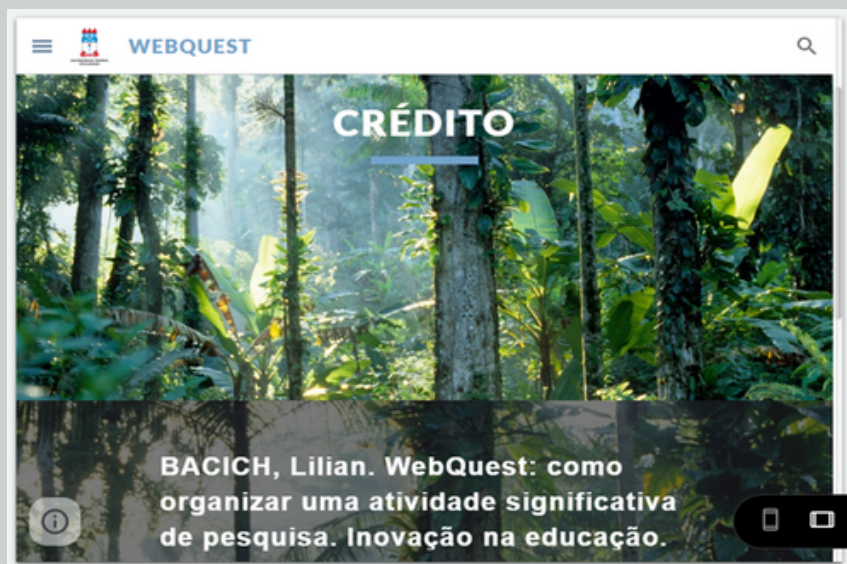 WEBQUEST
CRÉDITO
BACICH, Lilian. WebQuest: como
organizar uma atividade significativa
de pesquisa. Inovação na educação.